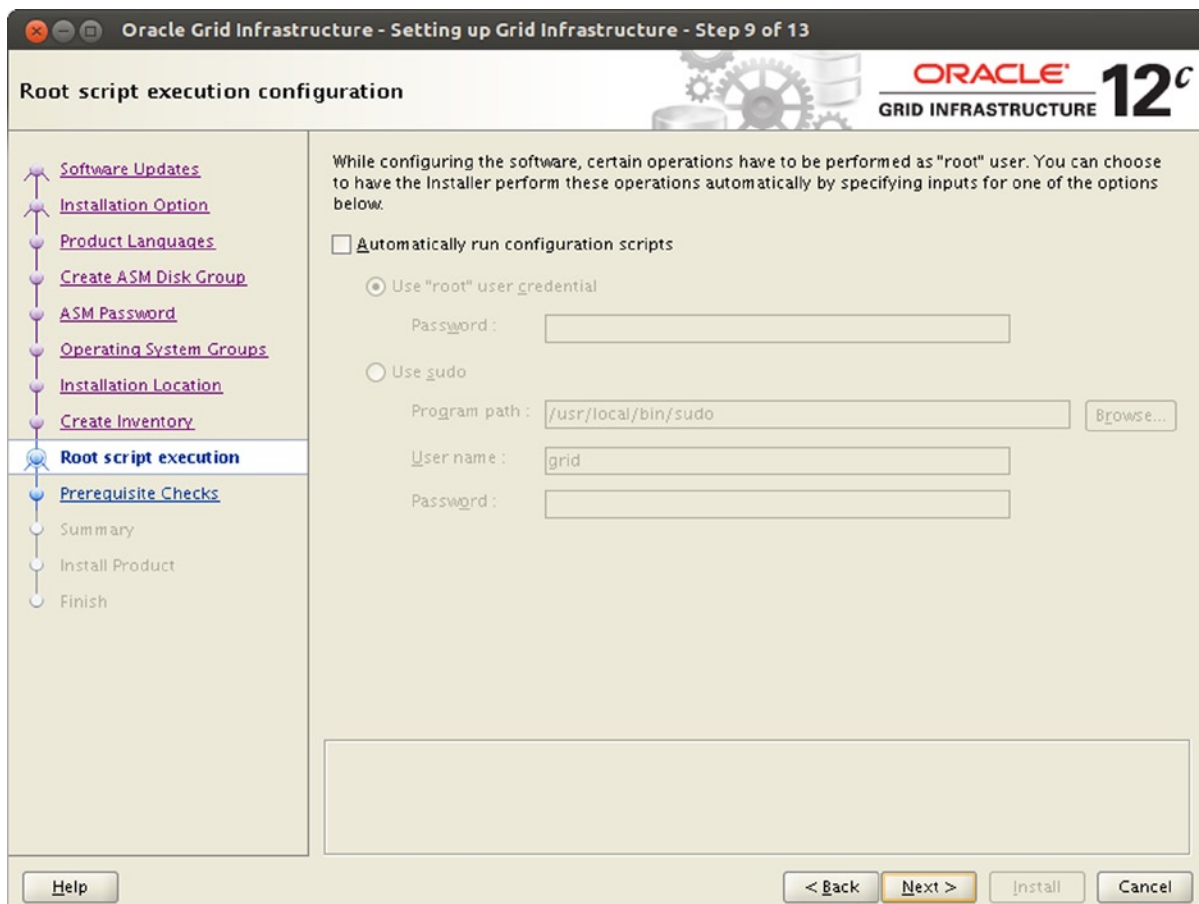 Oracle Grid Infrastructure - Setting up Grid Infrastructure - Step 9 of 13
Root script execution configuration
ORACLE
GRID INFRASTRUCTURE
12c
Software Updates
Installation Option
Product Languages
Create ASM Disk Group
ASM Password
Operating System Groups
Installation Location
Create Inventory
Root script execution
Prerequisite Checks
Summary
Install Product
Finish
While configuring the software, certain operations have to be performed as "root" user. You can choose
to have the Installer perform these operations automatically by specifying inputs for one of the options
below.
Automatically run configuration scripts
Use "root" user credential
Password :
Use sudo
Program path : /usr/local/bin/sudo Browse...
User name : grid
Password :
Help < Back Next > Install Cancel